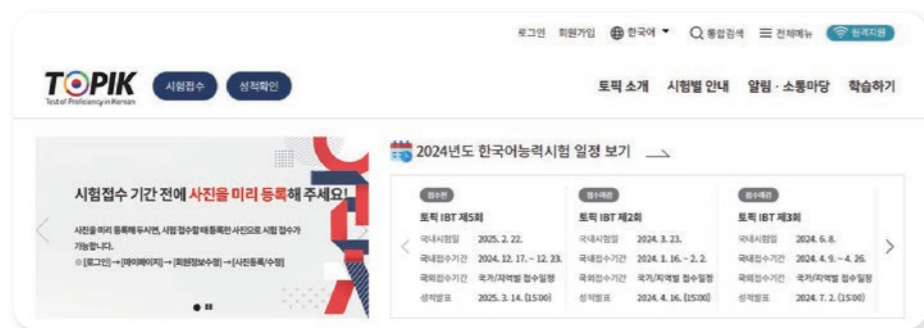 로그인 회원가입 한국어 통합검색 전체메뉴 원격지원
TOPIK
Test of Proficiency in Korean
시험접수 성적확인
토픽 소개 시험별 안내 알림 · 소통마당 학습하기
시험접수 기간 전에 사진을 미리 등록해 주세요!
사진을 미리 등록해 두시면, 시험 접수할 때 등록한 사진으로 시험 접수가
가능합니다.
※ [로그인] → [마이페이지] → [회원정보수정] → [사진등록/수정]
2024년도 한국어능력시험 일정 보기
접수전
토픽 IBT 제5회
국내시험일 2025. 2. 22.
국내접수기간 2024. 12. 17. ~ 12. 23.
국외접수기간 국가/지역별 접수일정
성적발표 2025. 3. 14. (15:00)
접수마감
토픽 IBT 제2회
국내시험일 2024. 3. 23.
국내접수기간 2024. 1. 16. ~ 2. 2.
국외접수기간 국가/지역별 접수일정
성적발표 2024. 4. 16. (15:00)
접수마감
토픽 IBT 제3회
국내시험일 2024. 6. 8.
국내접수기간 2024. 4. 9. ~ 4. 26.
국외접수기간 국가/지역별 접수일정
성적발표 2024. 7. 2. (15:00)